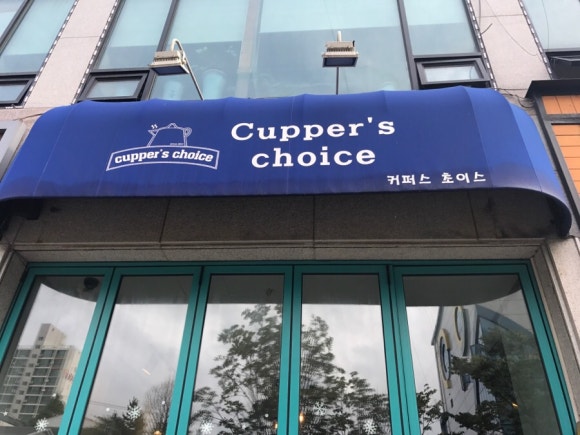 Cupper's
choice
cupper's choice
커퍼스 초이스